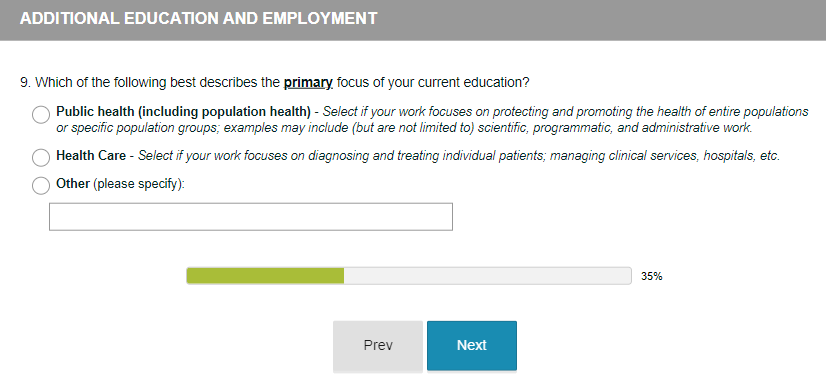 ADDITIONAL EDUCATION AND EMPLOYMENT
9. Which of the following best describes the primary focus of your current education?
Public health (including population health) - Select if your work focuses on protecting and promoting the health of entire populations
or specific population groups; examples may include (but are not limited to) scientific, programmatic, and administrative work.
Health Care - Select if your work focuses on diagnosing and treating individual patients; managing clinical services, hospitals, etc.
Other (please specify):
35%
Prev
Next